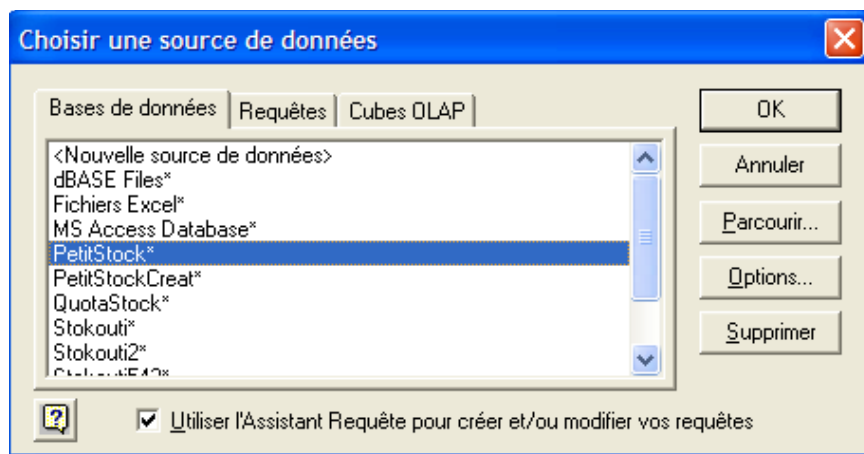 Choisir une source de données
Bases de données
Requêtes
Cubes OLAP
<Nouvelle source de données>
dBASE Files*
Fichiers Excel*
MS Access Database*
PetitStock*
PetitStockCreat*
QuotaStock*
Stokouti*
Stokouti2*
OK
Annuler
Parcourir...
Options...
Supprimer
Utiliser l'Assistant Requête pour créer et/ou modifier vos requêtes